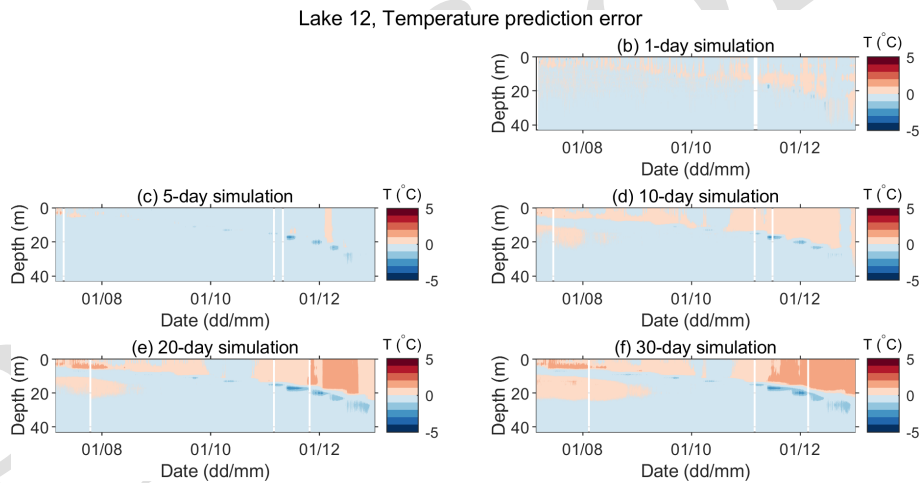 Lake 12, Temperature prediction error
(b) 1-day simulation
T (°C)
Depth (m)
0
20
40
5
0
-5
01/08 01/10 01/12
Date (dd/mm)
(c) 5-day simulation
T (°C)
Depth (m)
0
20
40
5
0
-5
01/08 01/10 01/12
Date (dd/mm)
(d) 10-day simulation
T (°C)
Depth (m)
0
20
40
5
0
-5
01/08 01/10 01/12
Date (dd/mm)
(e) 20-day simulation
T (°C)
Depth (m)
0
20
40
5
0
-5
01/08 01/10 01/12
Date (dd/mm)
(f) 30-day simulation
T (°C)
Depth (m)
0
20
40
5
0
-5
01/08 01/10 01/12
Date (dd/mm)